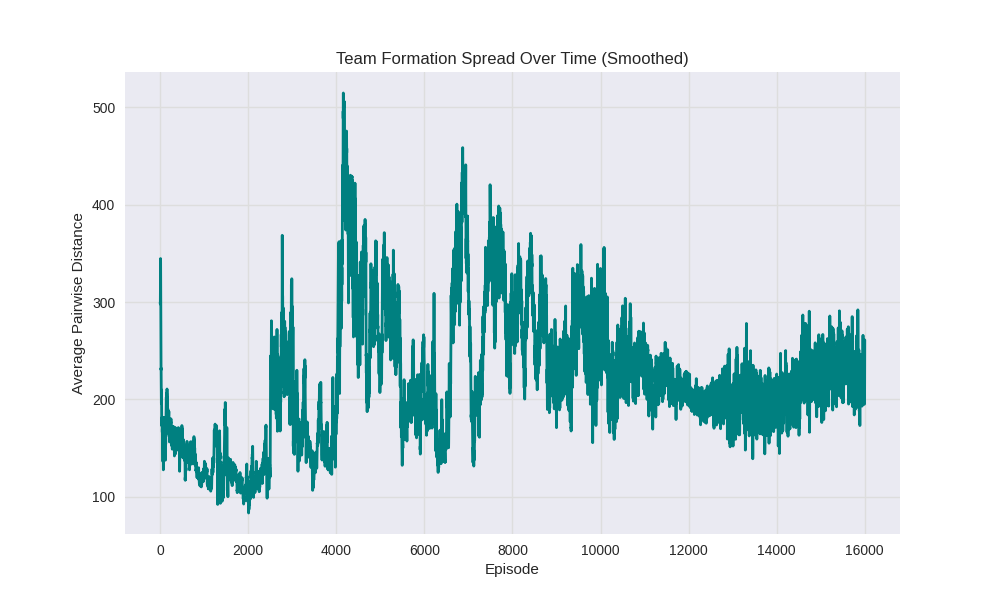 Team Formation Spread Over Time (Smoothed)
500
400
300
200
100
Average Pairwise Distance
0 2000 4000 6000 8000 10000 12000 14000 16000
Episode